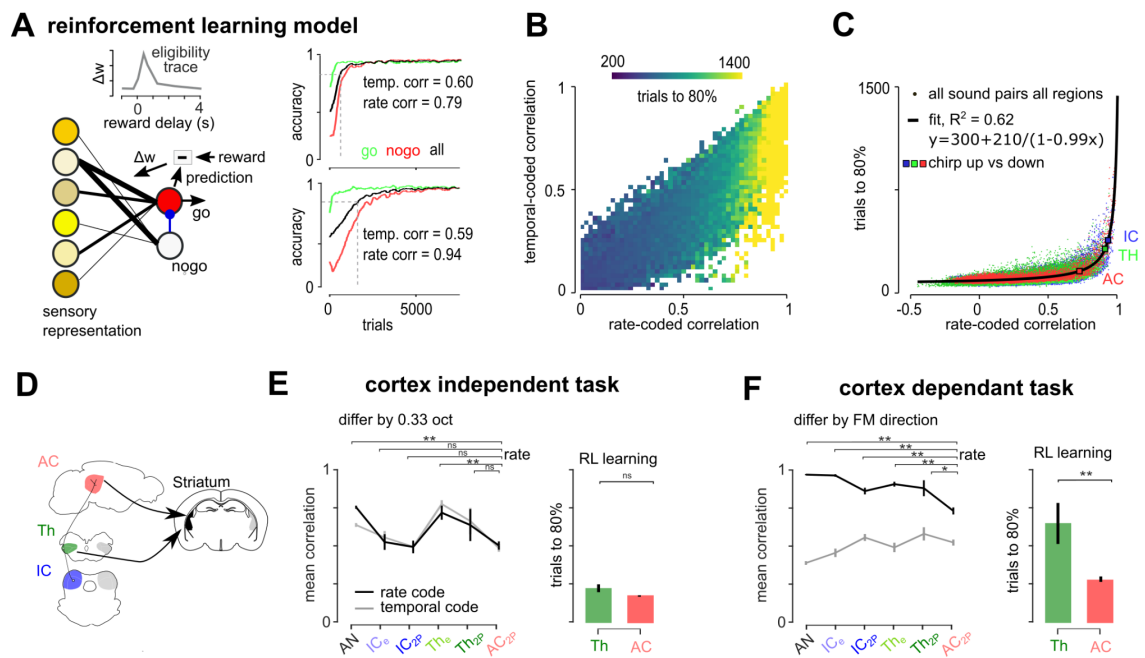 A reinforcement learning model
eligibility
trace
Δw
0
4
reward delay (s)
Δw
reward
prediction
go
nogo
sensory
representation
1
accuracy
0
temp. corr = 0.60
rate corr = 0.79
go nogo all
1
accuracy
0
temp. corr = 0.59
rate corr = 0.94
0
5000
trials
B
200
1400
trials to 80%
temporal-coded correlation
1
0.5
0
0
0.5
1
rate-coded correlation
C
1500
trials to 80%
0
all sound pairs all regions
fit, R² = 0.62
y=300+210/(1-0.99x)
chirp up vs down
IC
TH
AC
-0.5
0
0.5
1
rate-coded correlation
D
AC
Striatum
Th
IC
E cortex independent task
differ by 0.33 oct
**
ns
ns
**
ns
rate
1
mean correlation
0
rate code
temporal code
AN
ICe
IC2P
The
Th2P
AC2P
RL learning
ns
trials to 80%
Th
AC
F cortex dependant task
differ by FM direction
**
**
**
**
*
rate
1
mean correlation
0
AN
ICe
IC2P
The
Th2P
AC2P
RL learning
**
trials to 80%
Th
AC